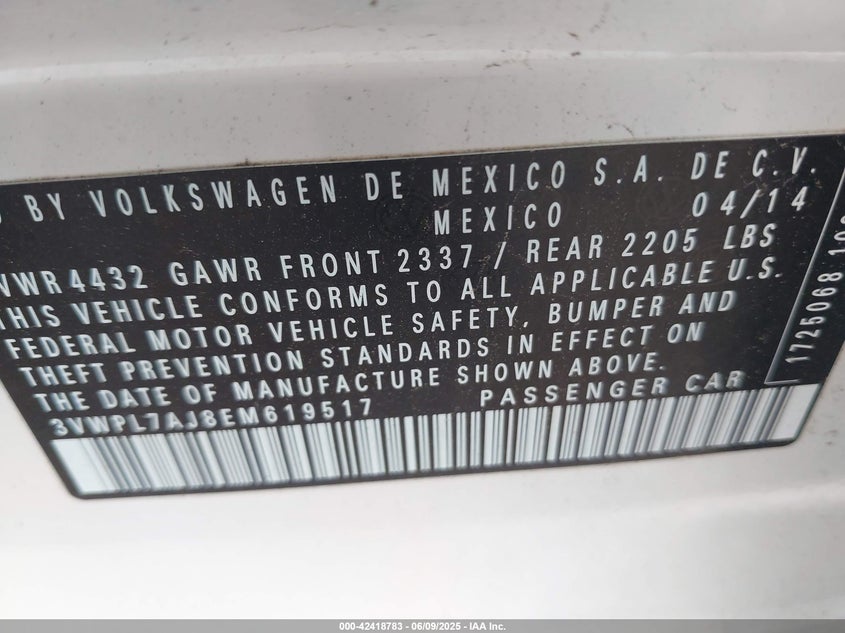 BY VOLKSWAGEN DE MEXICO S.A. DE C.V.
MEXICO 04/14
VWR4432 GAWR FRONT 2337 / REAR 2205 LBS
THIS VEHICLE CONFORMS TO ALL APPLICABLE U.S.
FEDERAL MOTOR VEHICLE SAFETY, BUMPER AND
THEFT PREVENTION STANDARDS IN EFFECT ON
THE DATE OF MANUFACTURE SHOWN ABOVE.
3VWPL7AJ8EM619517 PASSENGER CAR
1725068
000-42418783 / 06/09/2025 - IAA Inc.